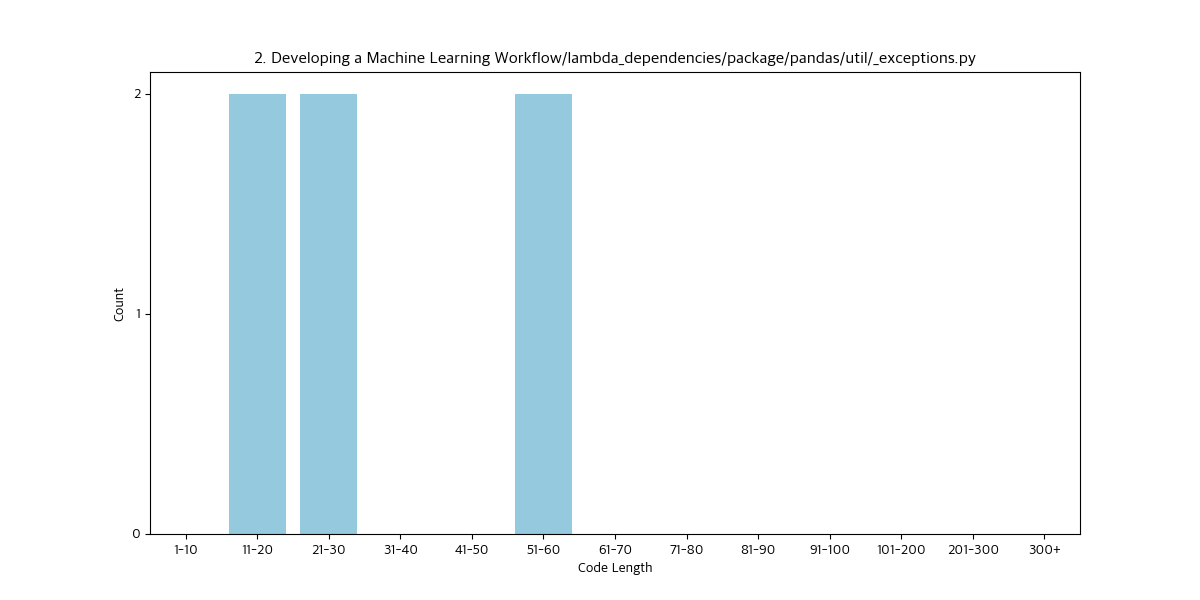 2. Developing a Machine Learning Workflow/lambda_dependencies/package/pandas/util/_exceptions.py
2
1
0
Count
1-10 11-20 21-30 31-40 41-50 51-60 61-70 71-80 81-90 91-100 101-200 201-300 300+
Code Length